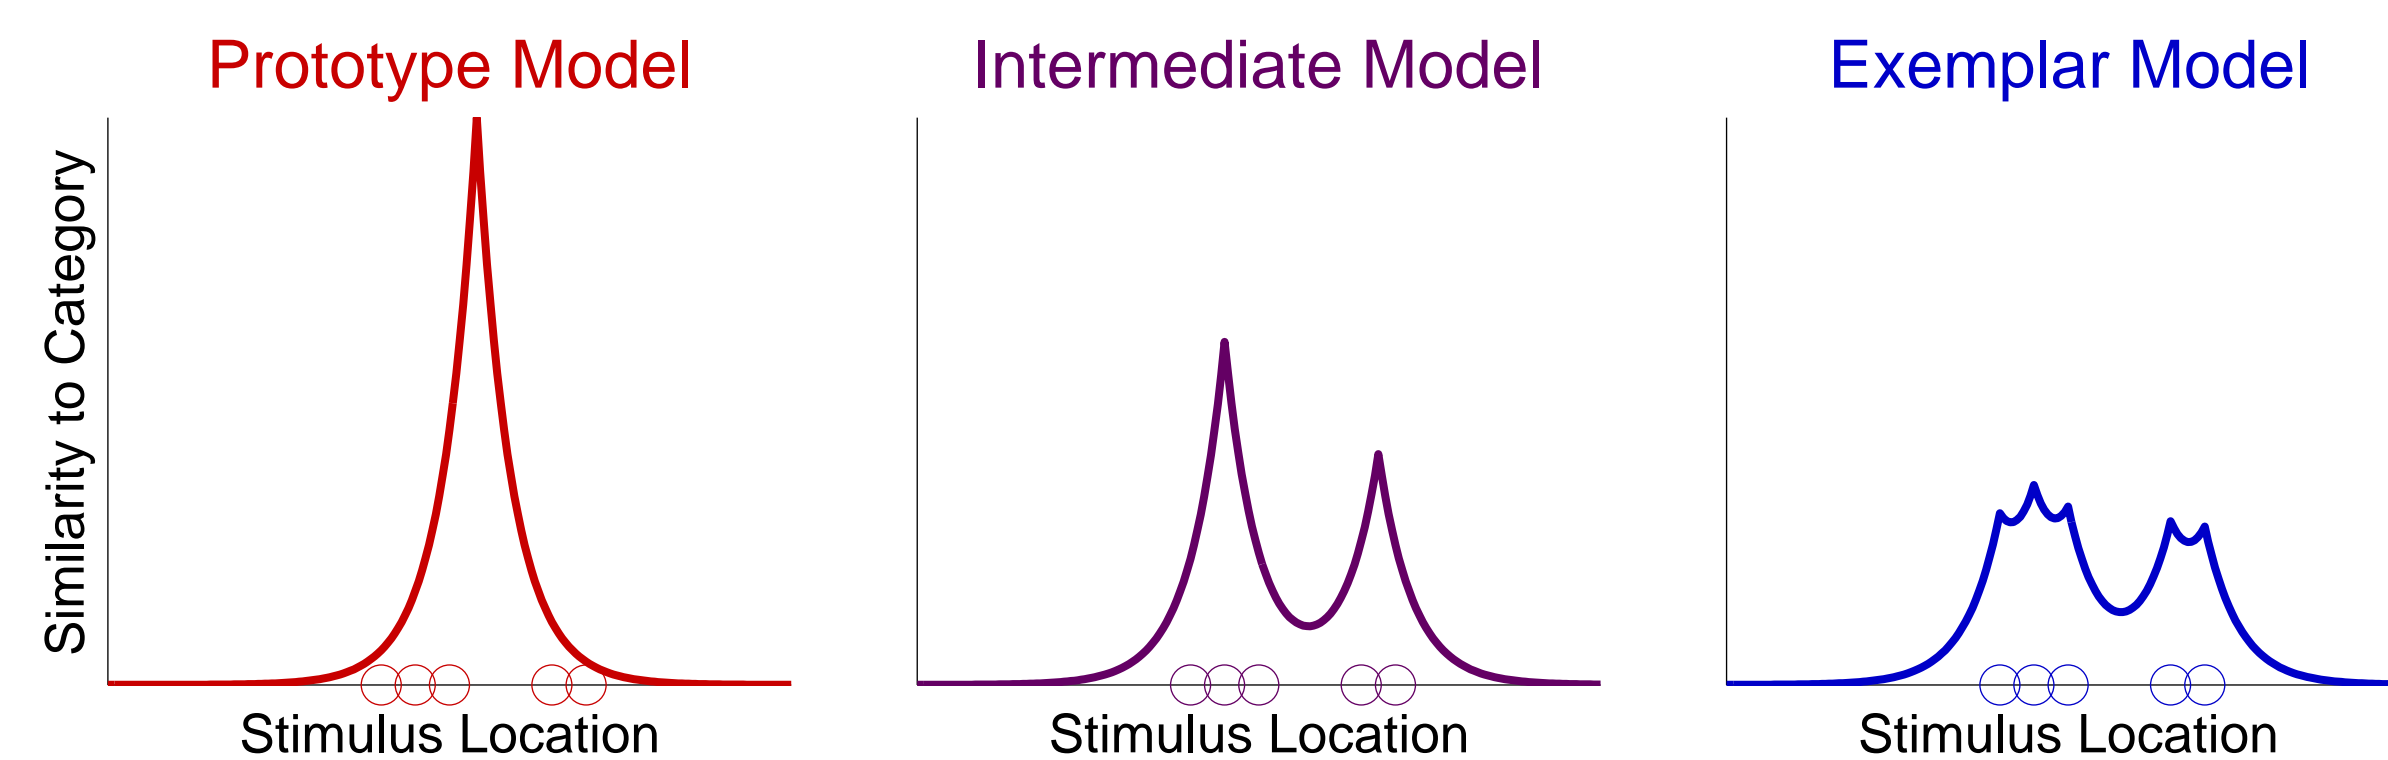 Prototype Model
Intermediate Model
Exemplar Model
Similarity to Category
Stimulus Location
Stimulus Location
Stimulus Location